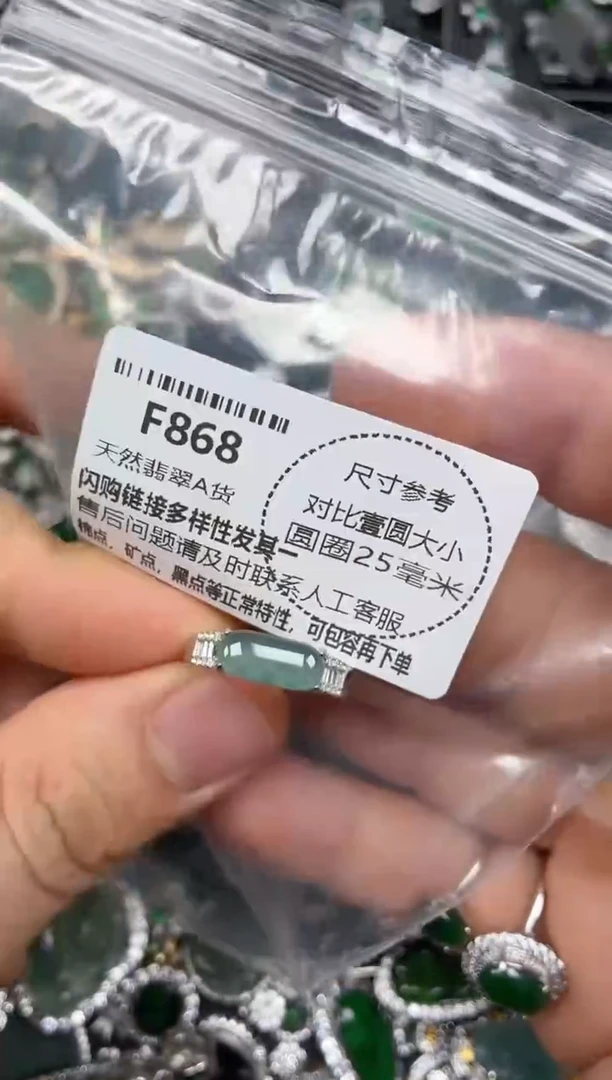 F868
天然翡翠A货
闪购链接多样性发其一
售后问题请及时联系人工客服
棉点，矿点，黑点等正常特性，可包容再下单
尺寸参考
对比壹圆大小
圆圈25毫米